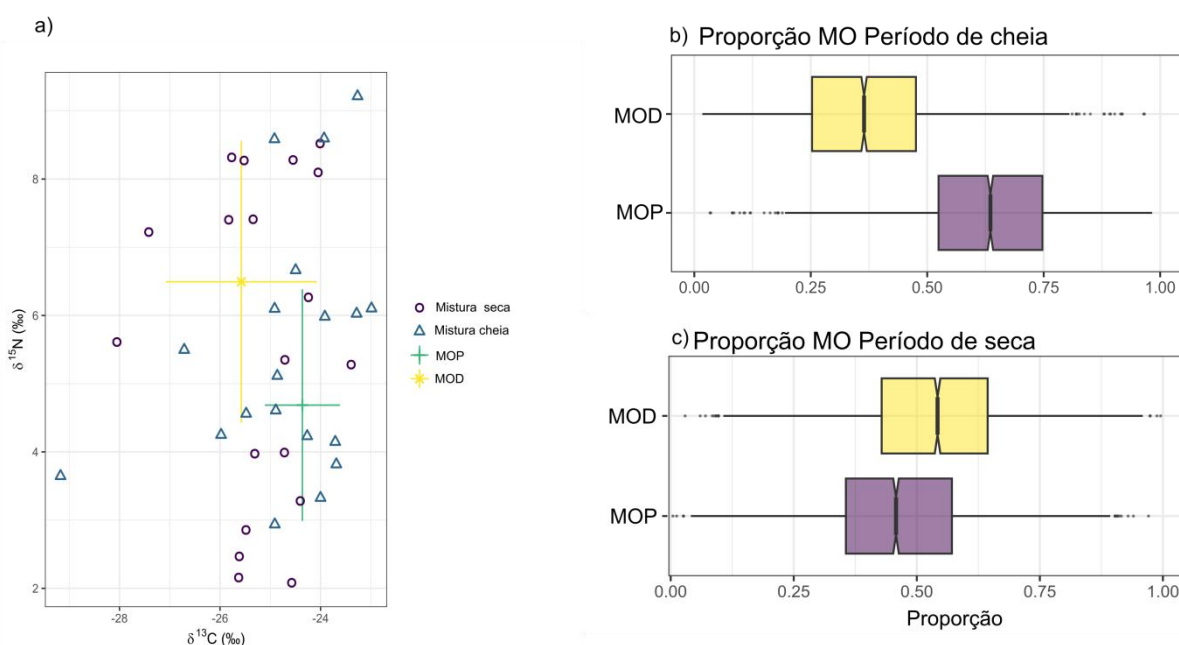 a)
8
6
4
2
-28
-26
-24
δ¹⁵N (‰)
δ¹³C (‰)
Mistura seca
Mistura cheia
MOP
MOD
b) Proporção MO Período de cheia
MOD
MOP
0.00 0.25 0.50 0.75 1.00
c) Proporção MO Período de seca
MOD
MOP
0.00 0.25 0.50 0.75 1.00
Proporção